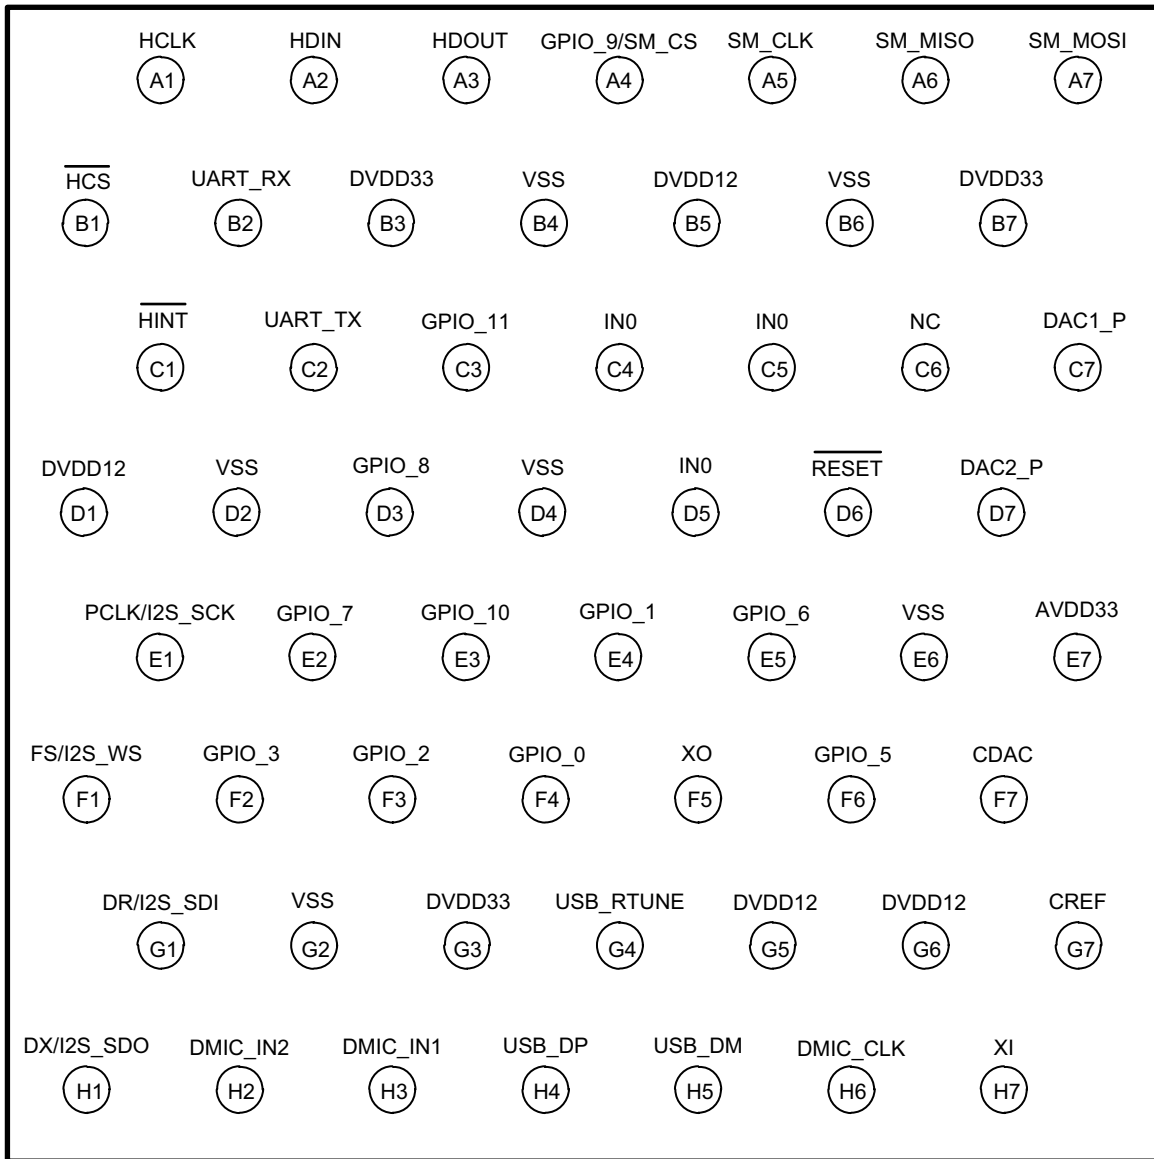 HCLK HDIN HDOUT GPIO_9/SM_CS SM_CLK SM_MISO SM_MOSI
A1 A2 A3 A4 A5 A6 A7
HCS UART_RX DVDD33 VSS DVDD12 VSS DVDD33
B1 B2 B3 B4 B5 B6 B7
HINT UART_TX GPIO_11 IN0 IN0 NC DAC1_P
C1 C2 C3 C4 C5 C6 C7
DVDD12 VSS GPIO_8 VSS IN0 RESET DAC2_P
D1 D2 D3 D4 D5 D6 D7
PCLK/I2S_SCK GPIO_7 GPIO_10 GPIO_1 GPIO_6 VSS AVDD33
E1 E2 E3 E4 E5 E6 E7
FS/I2S_WS GPIO_3 GPIO_2 GPIO_0 XO GPIO_5 CDAC
F1 F2 F3 F4 F5 F6 F7
DR/I2S_SDI VSS DVDD33 USB_RTUNE DVDD12 DVDD12 CREF
G1 G2 G3 G4 G5 G6 G7
DX/I2S_SDO DMIC_IN2 DMIC_IN1 USB_DP USB_DM DMIC_CLK XI
H1 H2 H3 H4 H5 H6 H7